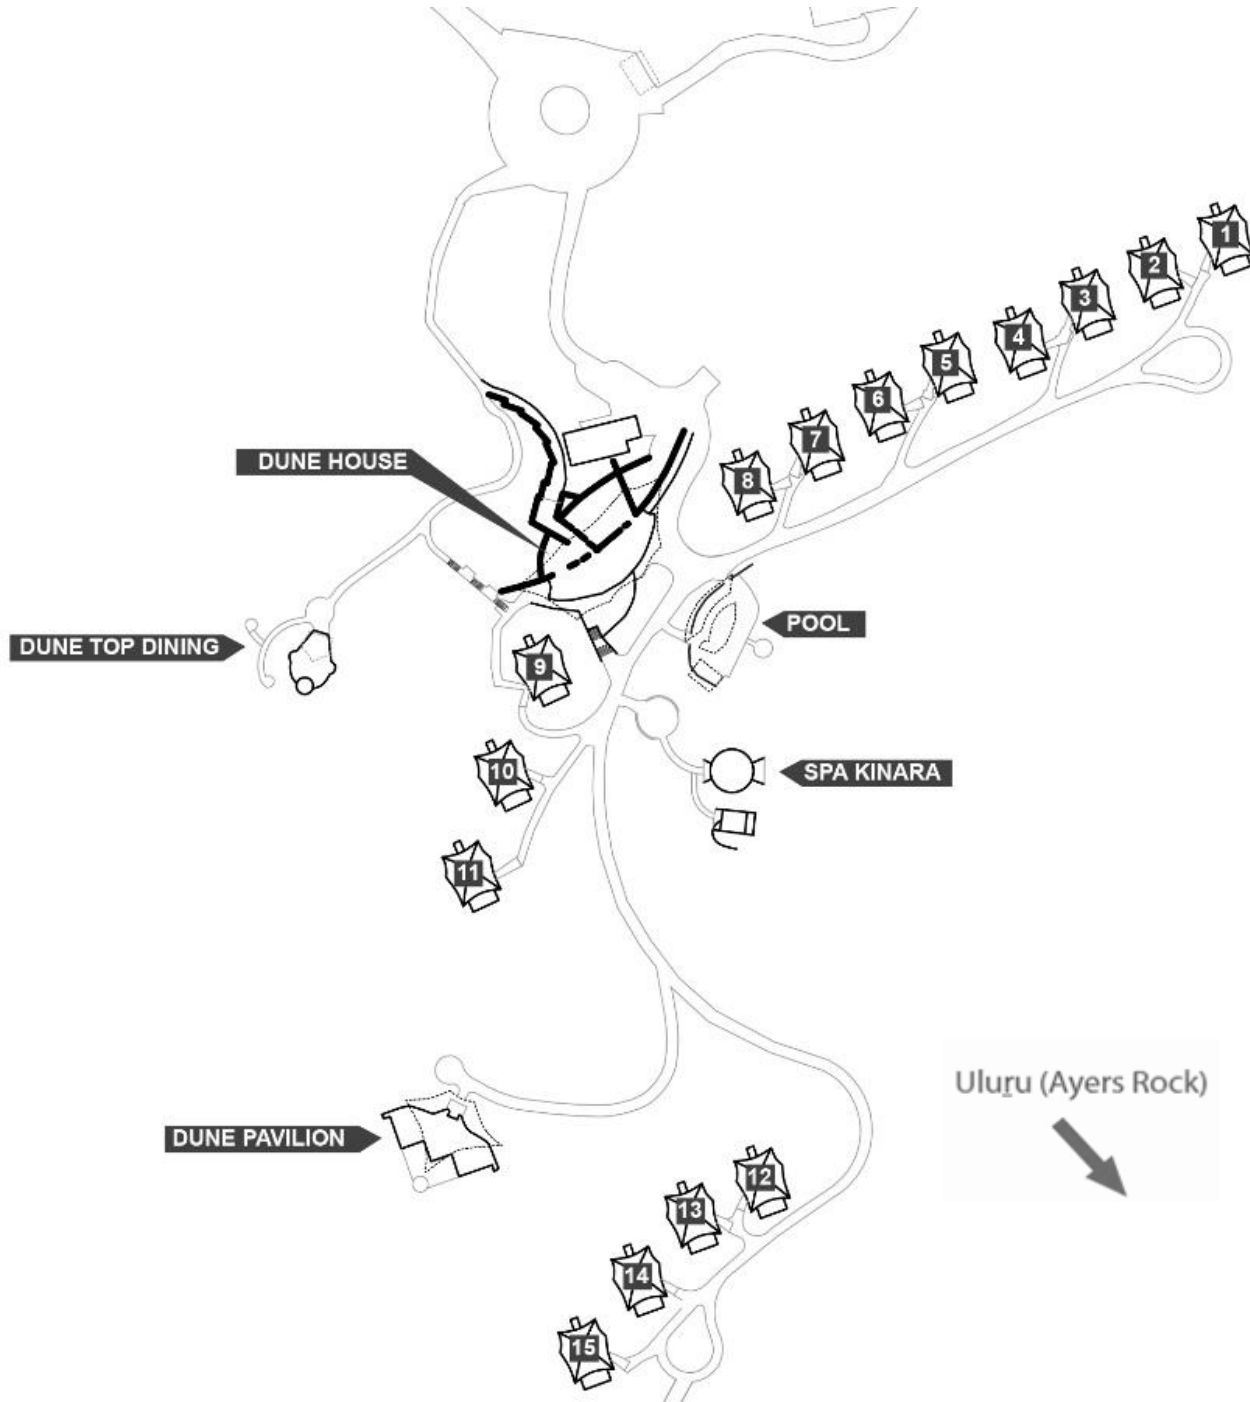 1
2
3
4
5
6
7
8
DUNE HOUSE
POOL
DUNE TOP DINING
9
10
SPA KINARA
11
Uluṟu (Ayers Rock)
DUNE PAVILION
12
13
14
15